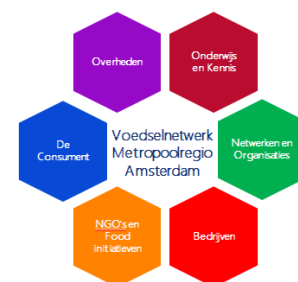 Overheden
Onderwijs
en Kennis
De
Consument
Voedselnetwerk
Metropoolregio
Amsterdam
Netwerken en
Organisaties
NGO's en
Food
initiatieven
Bedrijven